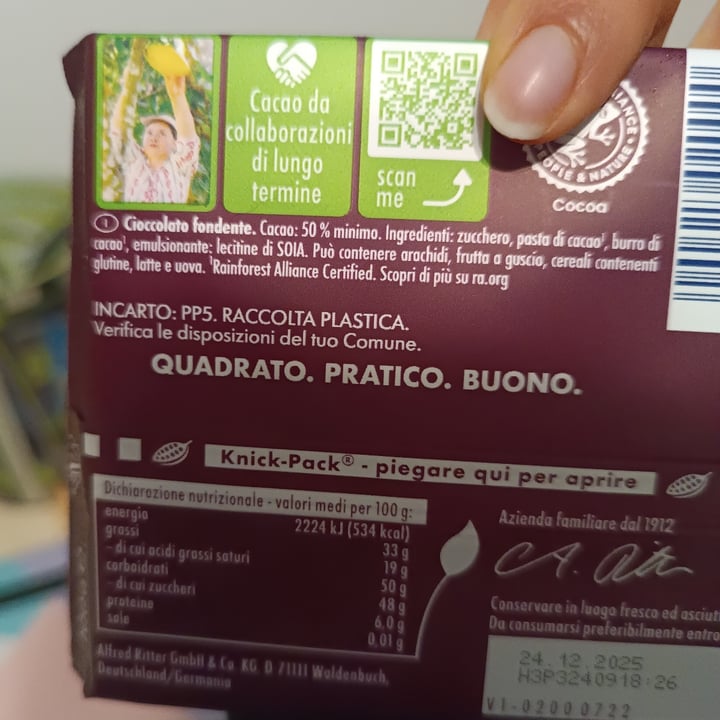 Cacao da
collaborazioni
di lungo
termine
scan
me
IANCE
OPLE & NATURE
Cocoa
I Cioccolato fondente. Cacao: 50 % minimo. Ingredienti: zucchero, pasta di cacao¹, burro di
cacao¹, emulsionante: lecitine di SOIA. Può contenere arachidi, frutta a guscio, cereali contenenti
glutine, latte e uova. ¹Rainforest Alliance Certified. Scopri di più su ra.org
INCARTO: PP5. RACCOLTA PLASTICA.
Verifica le disposizioni del tuo Comune.
QUADRATO. PRATICO. BUONO.
Knick-Pack® - piegare qui per aprire
Dichiarazione nutrizionale - valori medi per 100 g:
energia 2224 kJ (534 kcal)
grassi 33 g
- di cui acidi grassi saturi 19 g
carboidrati 50 g
- di cui zuccheri 48 g
proteine 6,0 g
sale 0,01 g
Alfred Ritter GmbH & Co. KG, D 71111 Waldenbuch,
Deutschland/Germania
Azienda familiare dal 1912
Conservare in luogo fresco ed asciut
Da consumarsi preferibilmente entro
24.12.2025
H3P3240918:26
V1-02000722